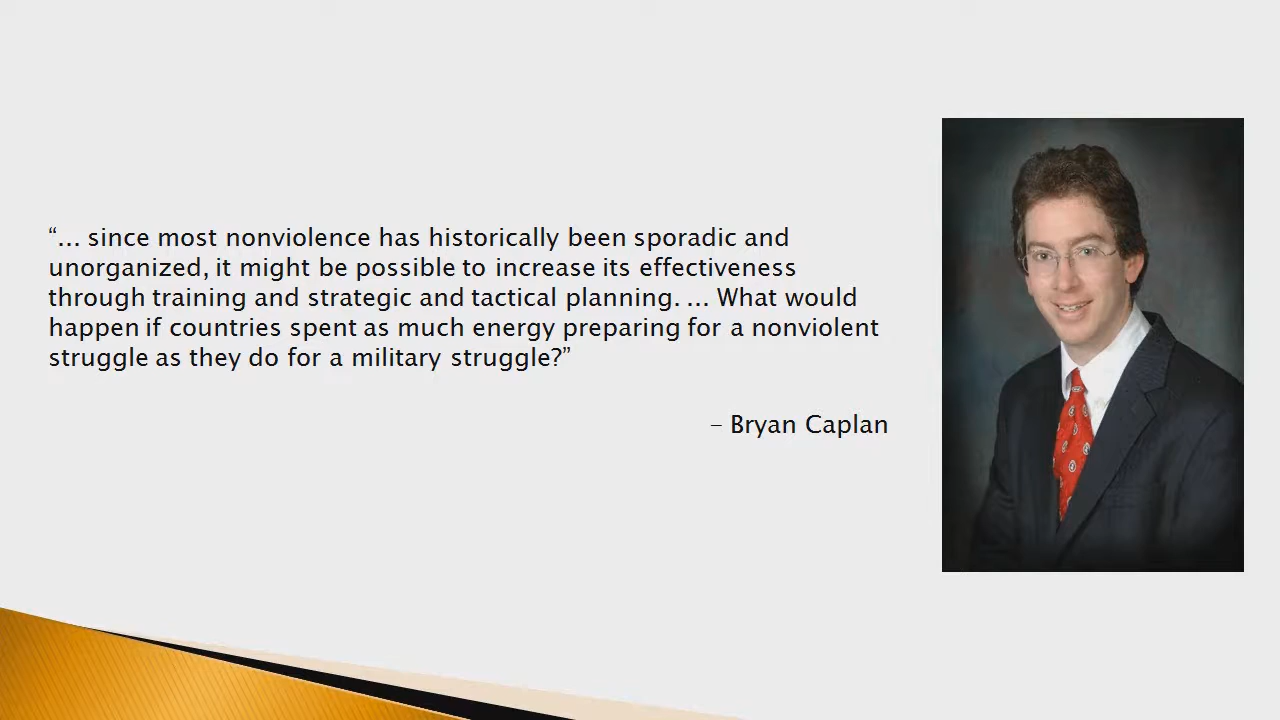 “... since most nonviolence has historically been sporadic and
unorganized, it might be possible to increase its effectiveness
through training and strategic and tactical planning. ... What would
happen if countries spent as much energy preparing for a nonviolent
struggle as they do for a military struggle?”
– Bryan Caplan